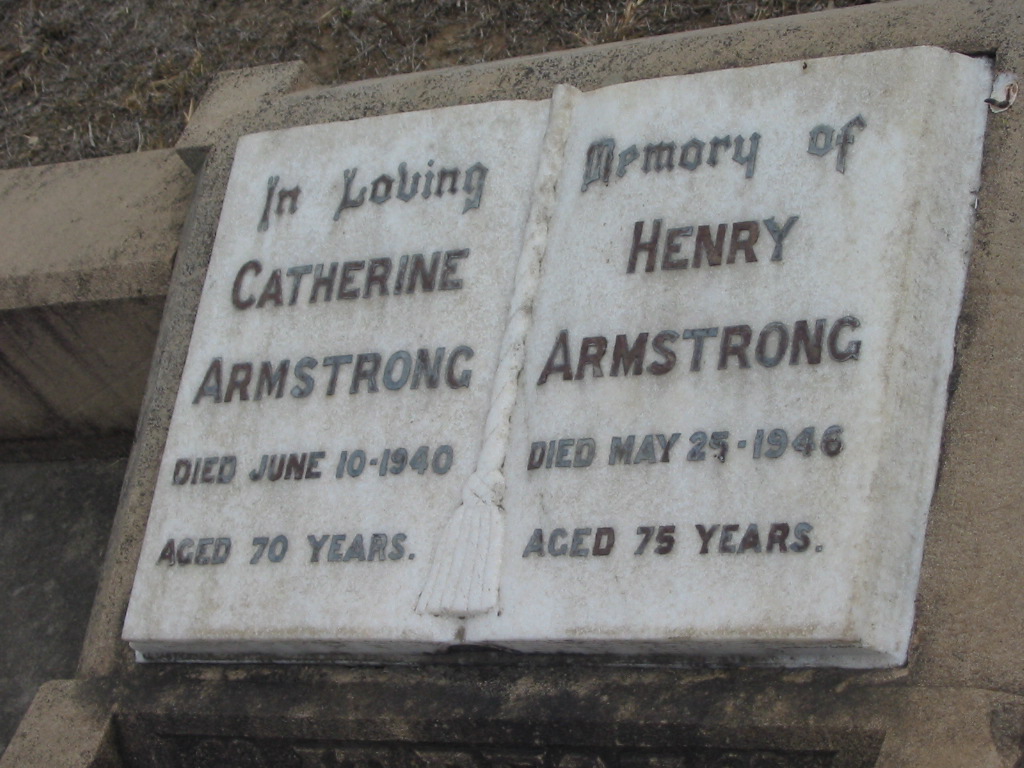 In Loving
CATHERINE
ARMSTRONG
DIED JUNE 10-1940
AGED 70 YEARS.
Memory of
HENRY
ARMSTRONG
DIED MAY 25-1946
AGED 75 YEARS.